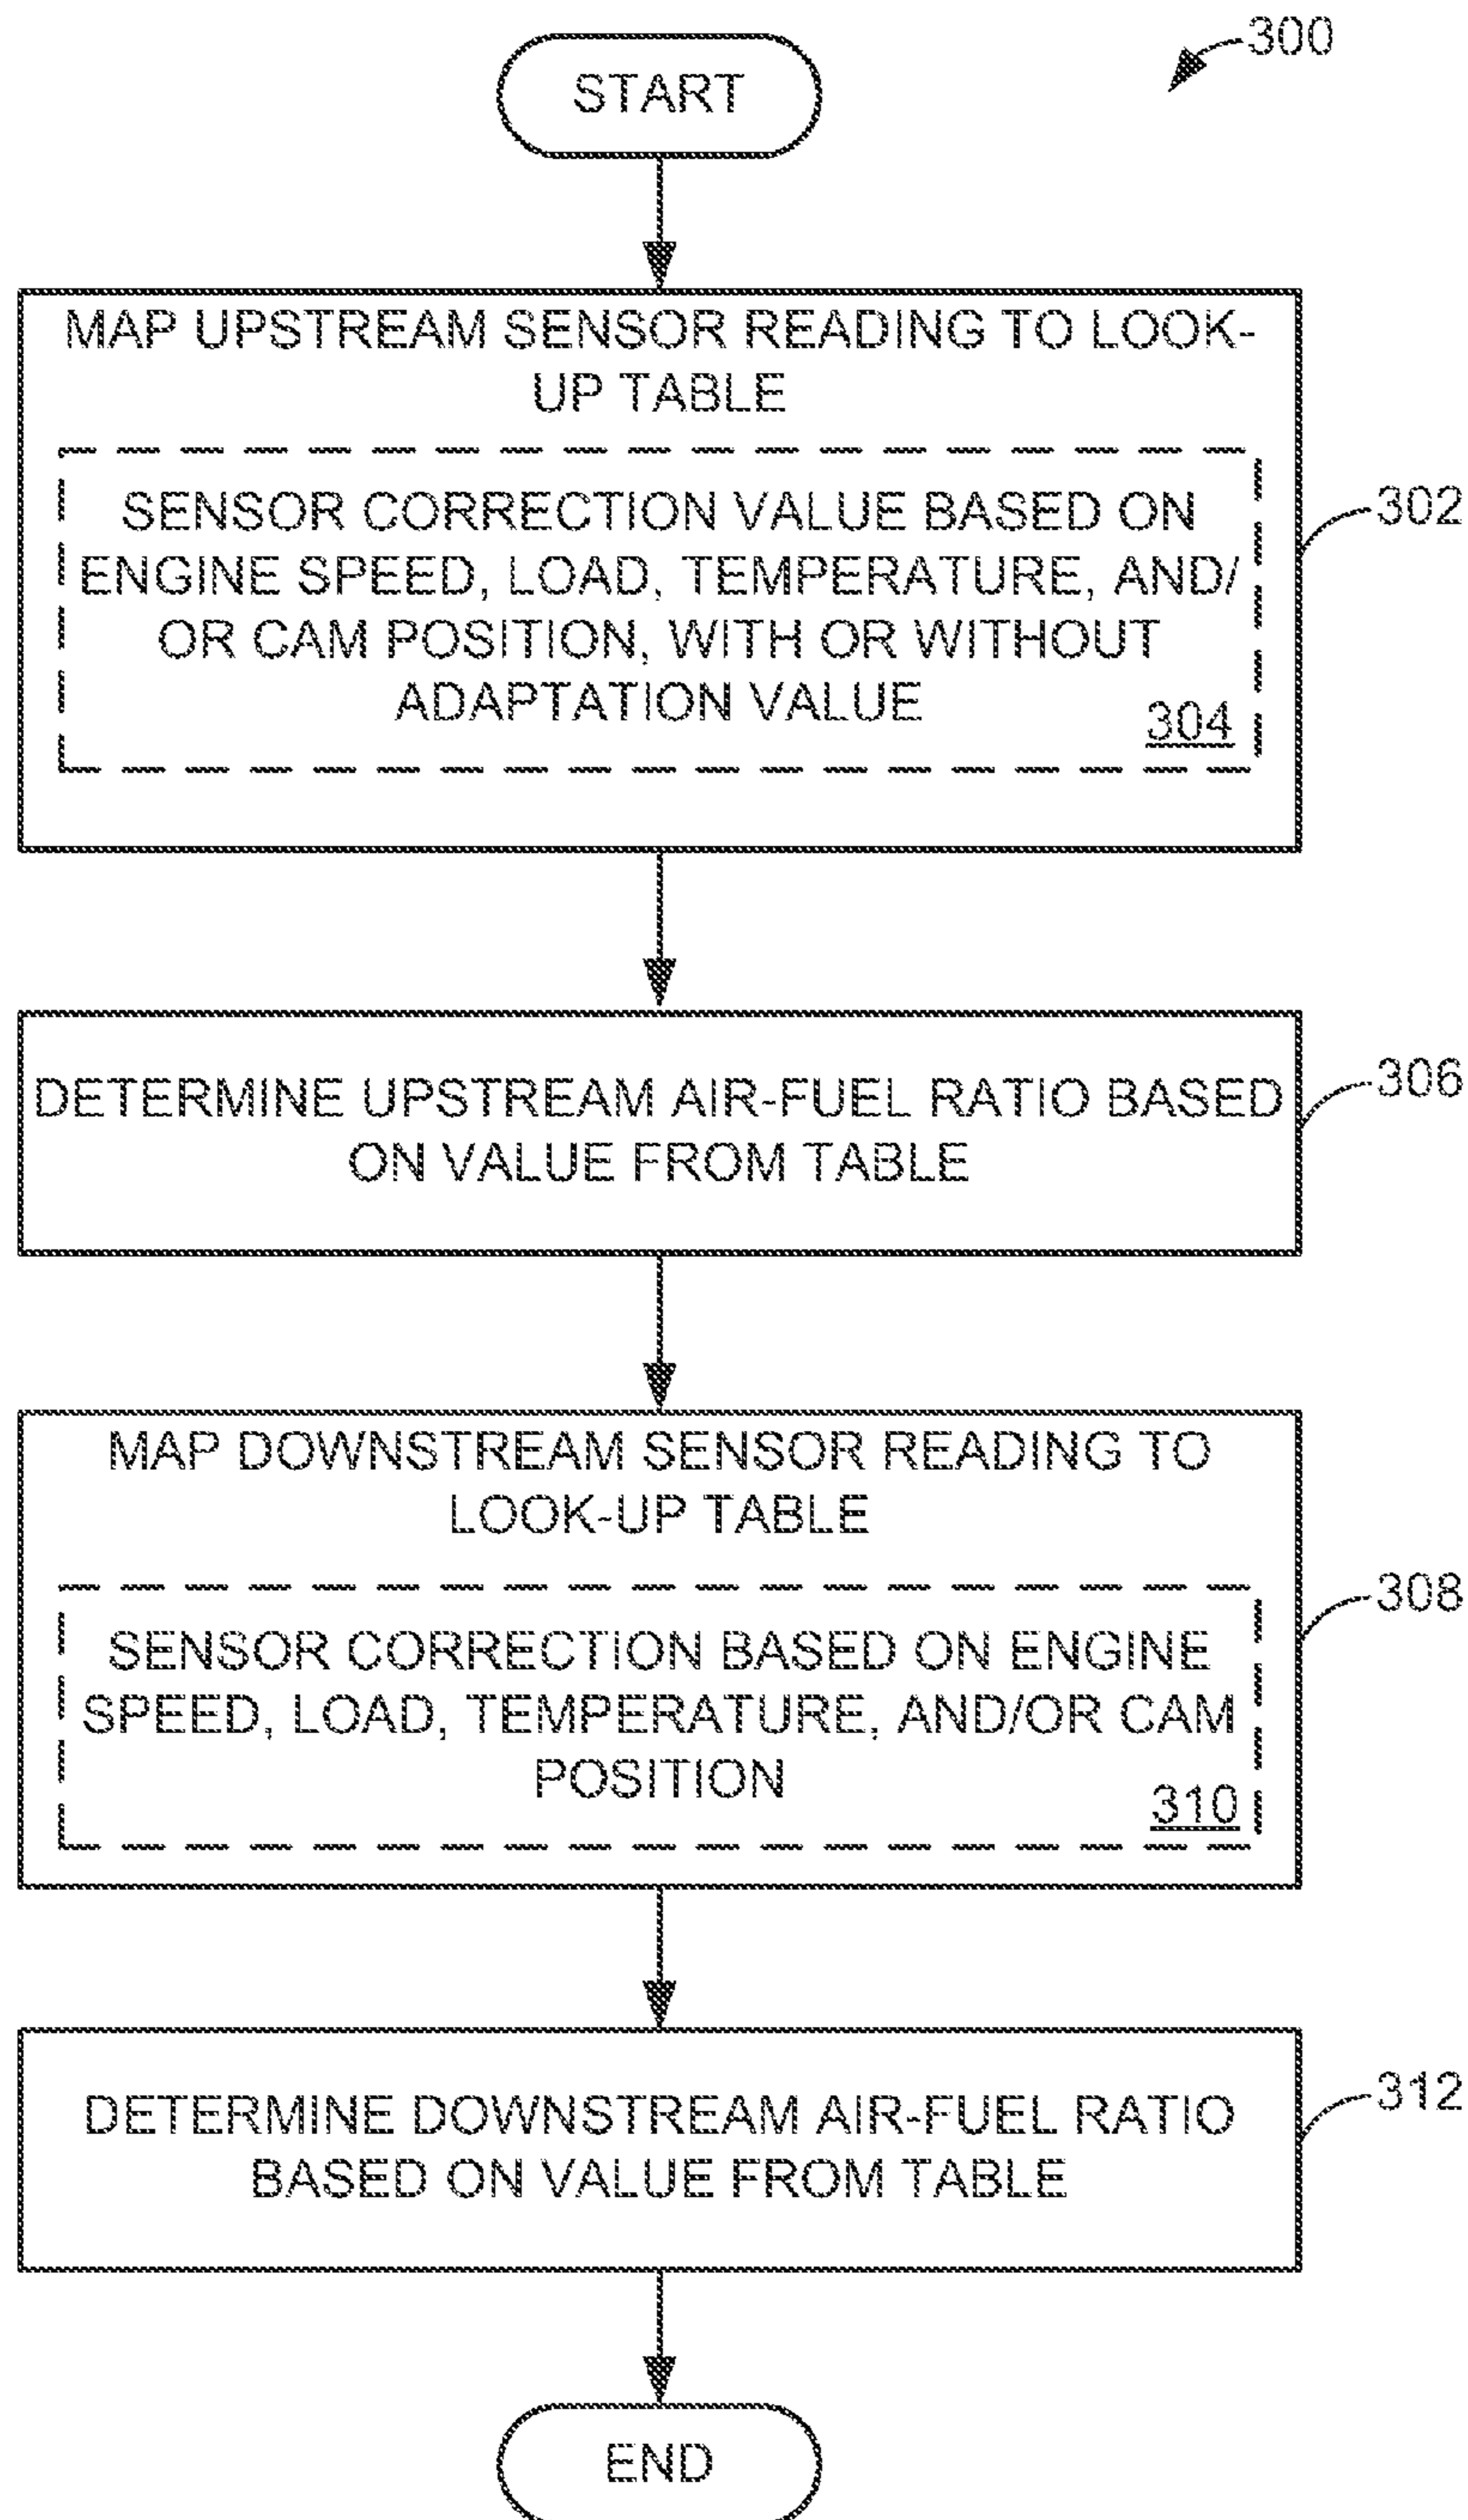 300
START
MAP UPSTREAM SENSOR READING TO LOOK-
UP TABLE
SENSOR CORRECTION VALUE BASED ON
ENGINE SPEED, LOAD, TEMPERATURE, AND/
OR CAM POSITION, WITH OR WITHOUT
ADAPTATION VALUE
304
302
DETERMINE UPSTREAM AIR-FUEL RATIO BASED
ON VALUE FROM TABLE
306
MAP DOWNSTREAM SENSOR READING TO
LOOK-UP TABLE
SENSOR CORRECTION BASED ON ENGINE
SPEED, LOAD, TEMPERATURE, AND/OR CAM
POSITION
310
308
DETERMINE DOWNSTREAM AIR-FUEL RATIO
BASED ON VALUE FROM TABLE
312
END